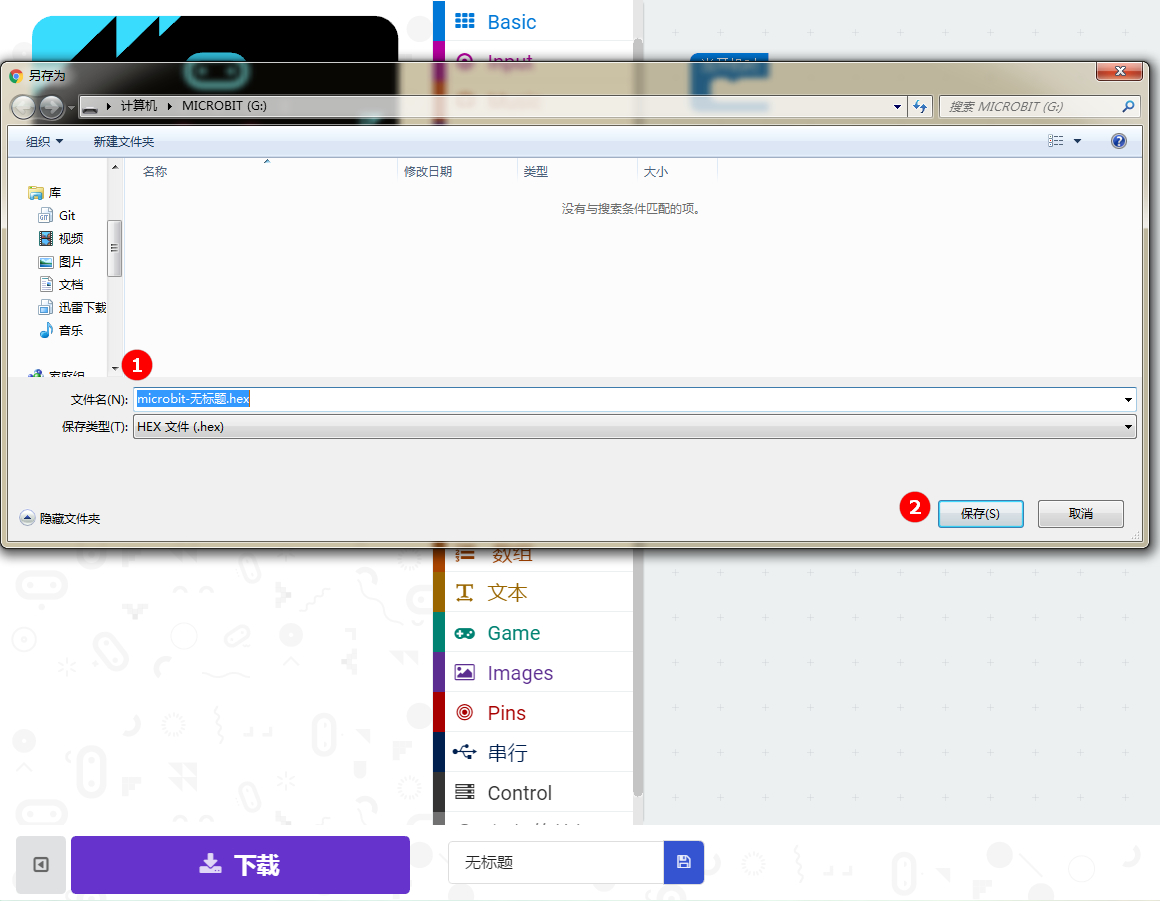 Basic
Input
另存为
计算机 MICROBIT (G:)
搜索 MICROBIT (G:)
组织 新建文件夹
名称 修改日期 类型 大小
没有与搜索条件匹配的项。
库
Git
视频
图片
文档
迅雷下载
音乐
家庭组
1
文件名(N): microbit-无标题.hex
保存类型(T): HEX 文件 (.hex)
隐藏文件夹
2
保存(S)
取消
数组
文本
Game
Images
Pins
串行
Control
下载
无标题